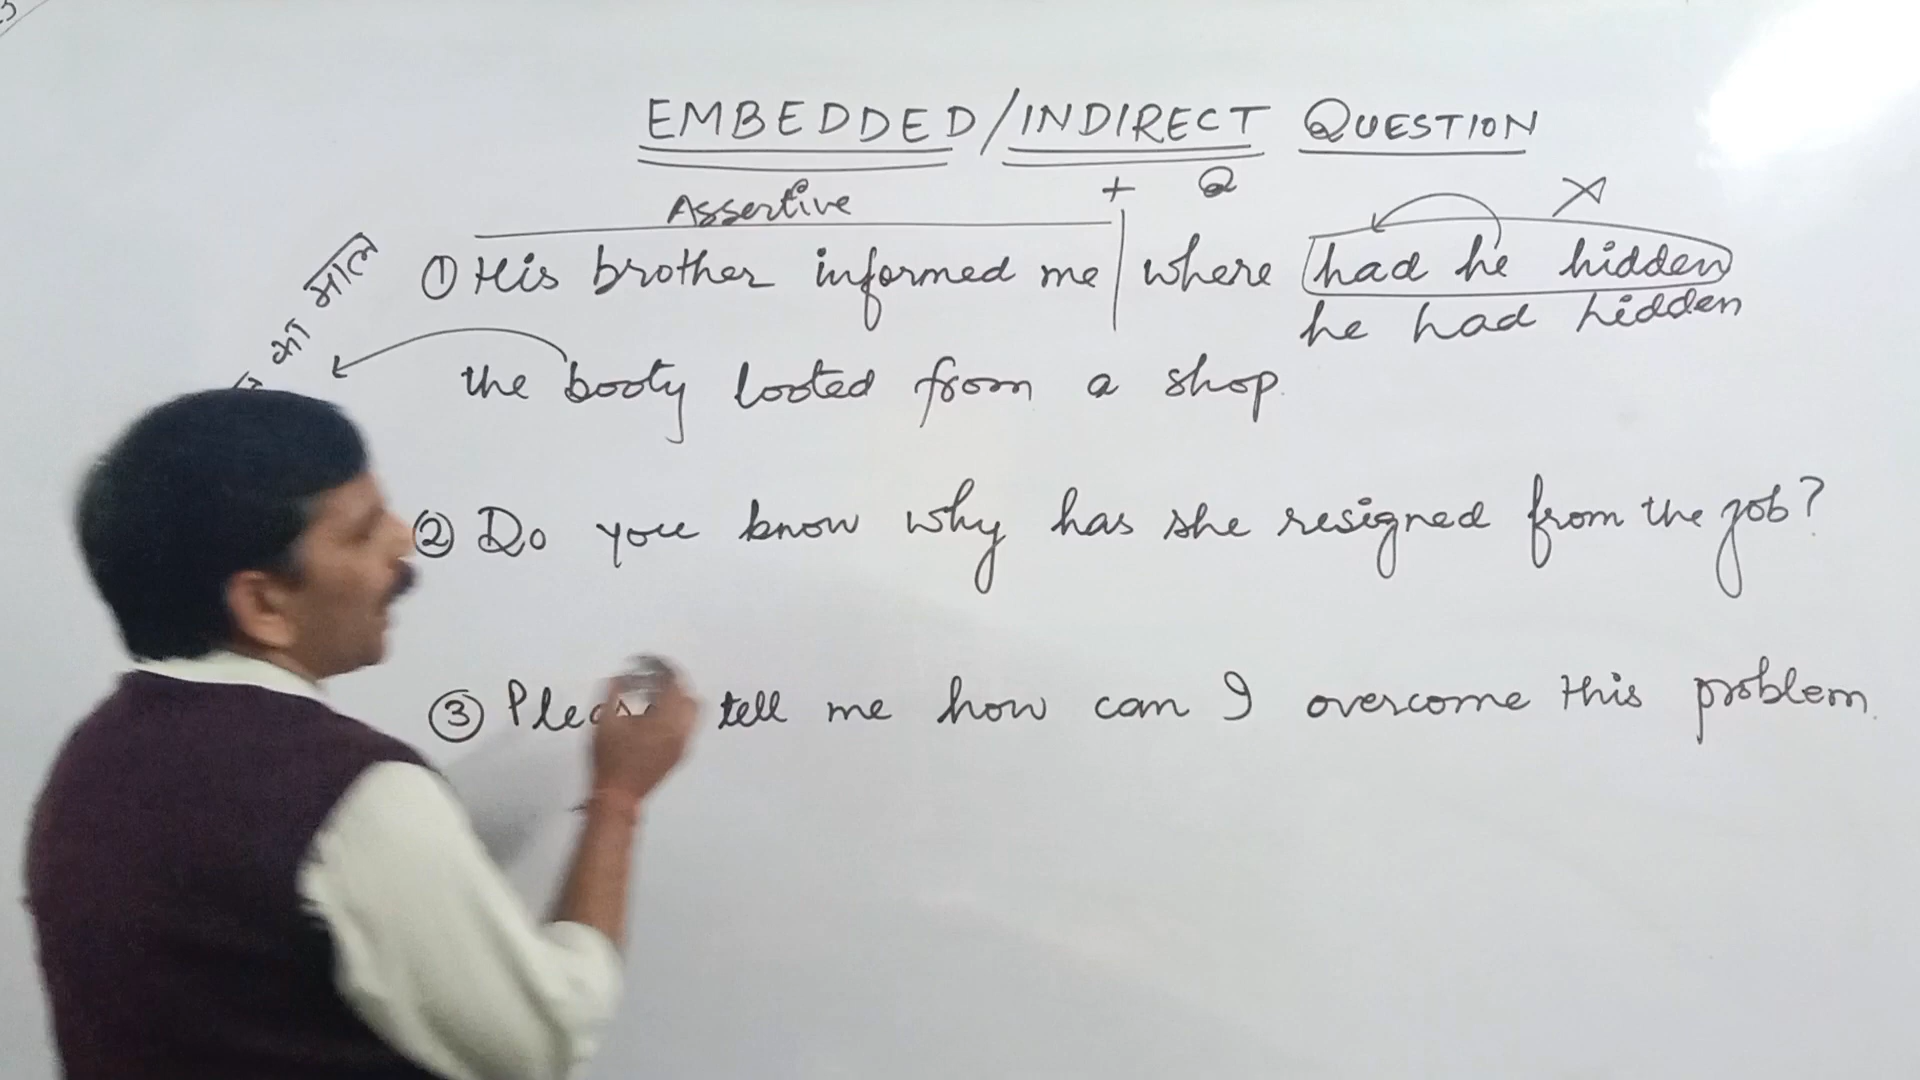 EMBEDDED/INDIRECT QUESTION
Assertive + Q X
का माल
① His brother informed me | where had he hidden
he had hidden
the booty looted from a shop.
② Do you know why has she resigned from the job?
③ Please tell me how can I overcome this problem.